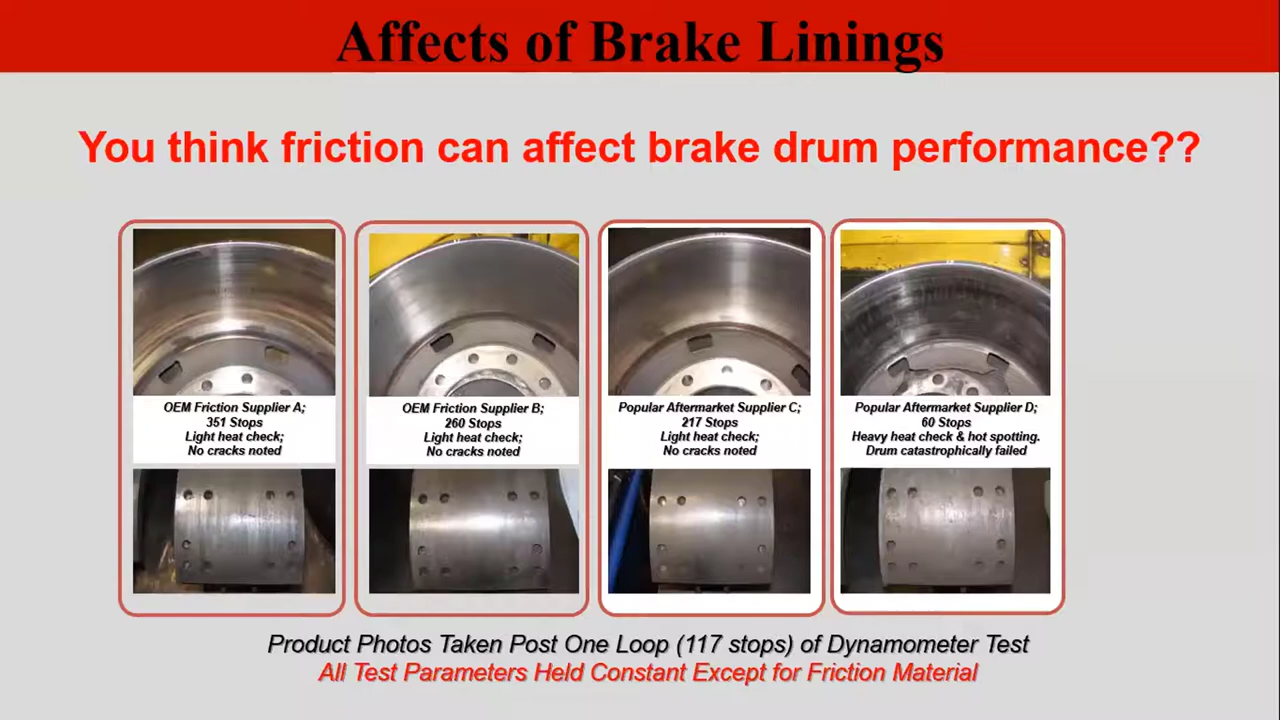 Affects of Brake Linings
You think friction can affect brake drum performance??
OEM Friction Supplier A;
351 Stops
Light heat check;
No cracks noted
OEM Friction Supplier B;
260 Stops
Light heat check;
No cracks noted
Popular Aftermarket Supplier C;
217 Stops
Light heat check;
No cracks noted
Popular Aftermarket Supplier D;
60 Stops
Heavy heat check & hot spotting.
Drum catastrophically failed
Product Photos Taken Post One Loop (117 stops) of Dynamometer Test
All Test Parameters Held Constant Except for Friction Material